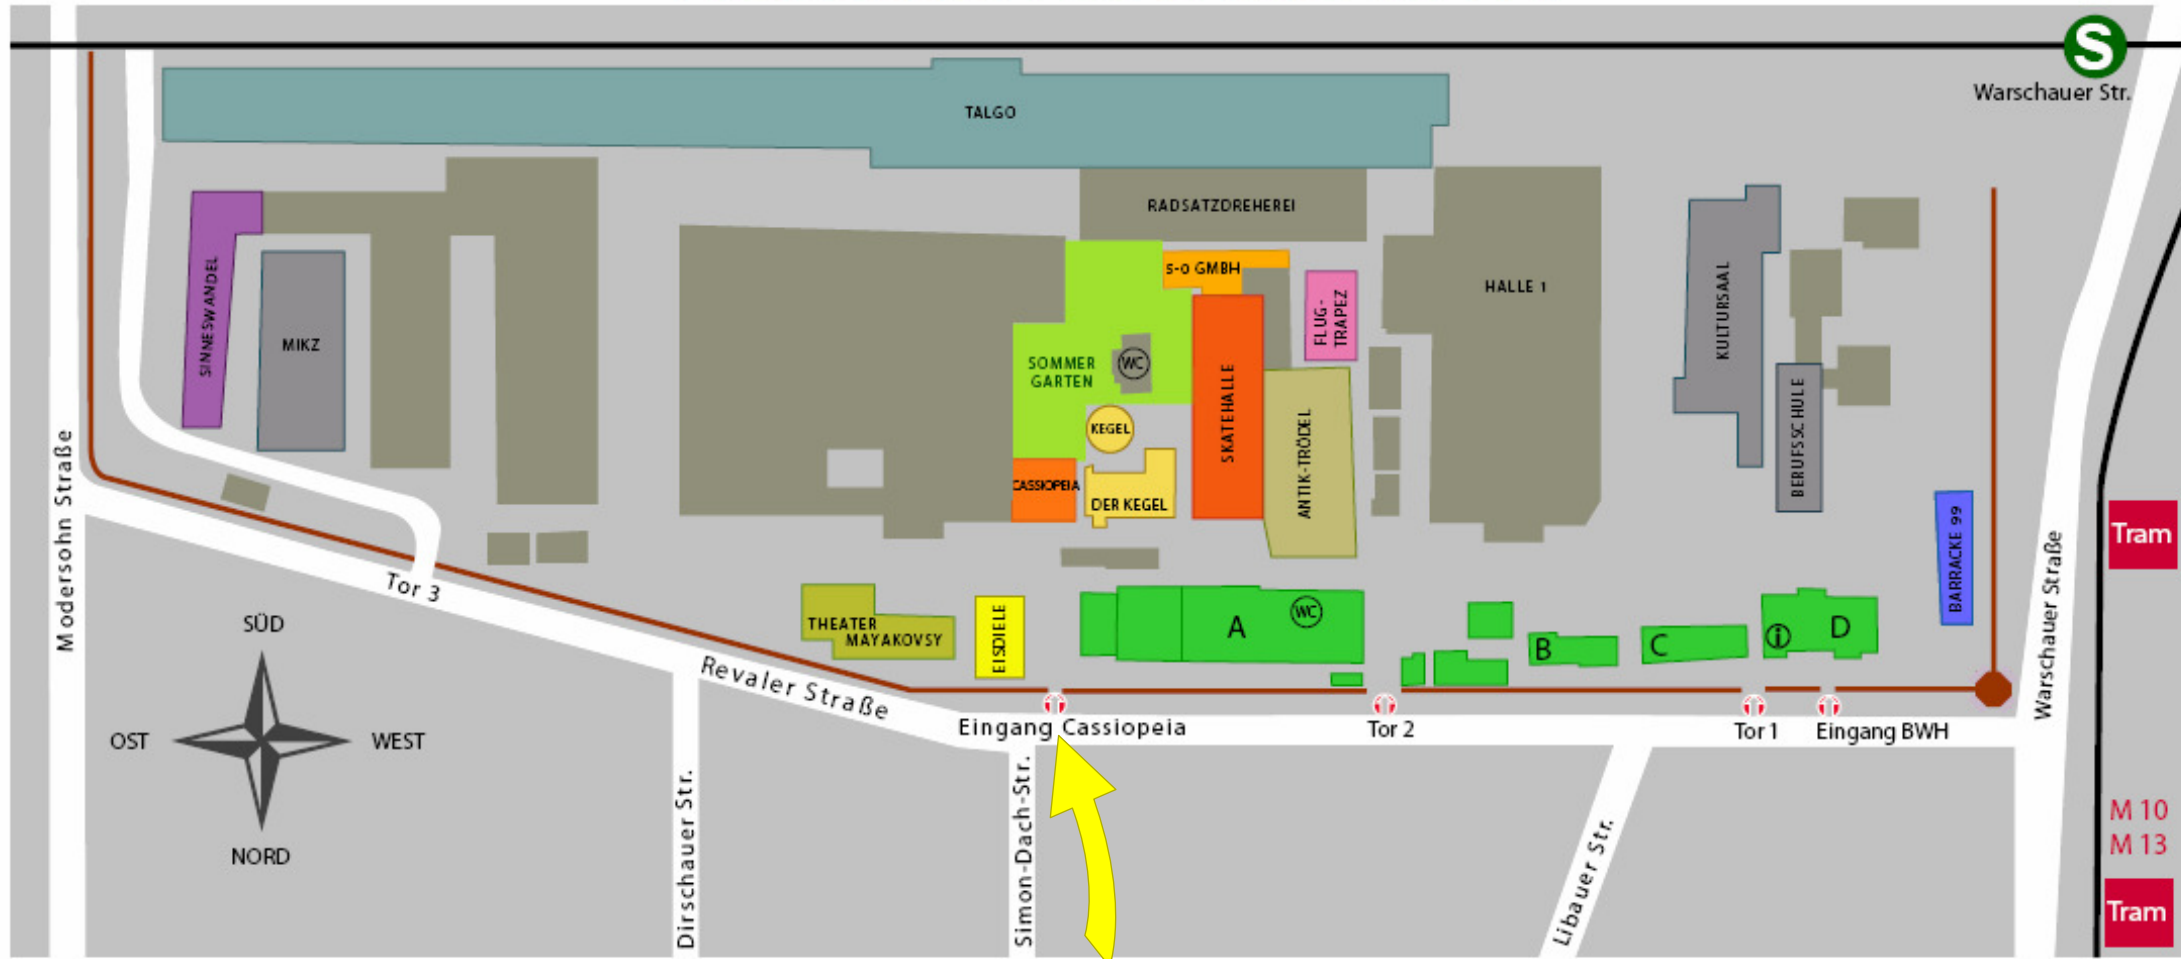 S
Warschauer Str.
TALGO
RADSATZDREHEREI
SINNESWANDEL
MIKZ
S-O GMBH
FLUG-
TRAPEZ
HALLE 1
KULTURSAAL
SOMMER
GARTEN
WC
SKATEHALLE
KEGEL
CASSIOPEIA
DER KEGEL
ANTIK-TRÖDEL
BERUFSSCHULE
BARRACKE 99
Tram
Modersohn Straße
Tor 3
THEATER
MAYAKOVSY
EISDIELE
A
WC
B
C
i
D
Warschauer Straße
Revaler Straße
Eingang Cassiopeia
Tor 2
Tor 1
Eingang BWH
SÜD
OST
WEST
NORD
Dirschauer Str.
Simon-Dach-Str.
Libauer Str.
M 10
M 13
Tram